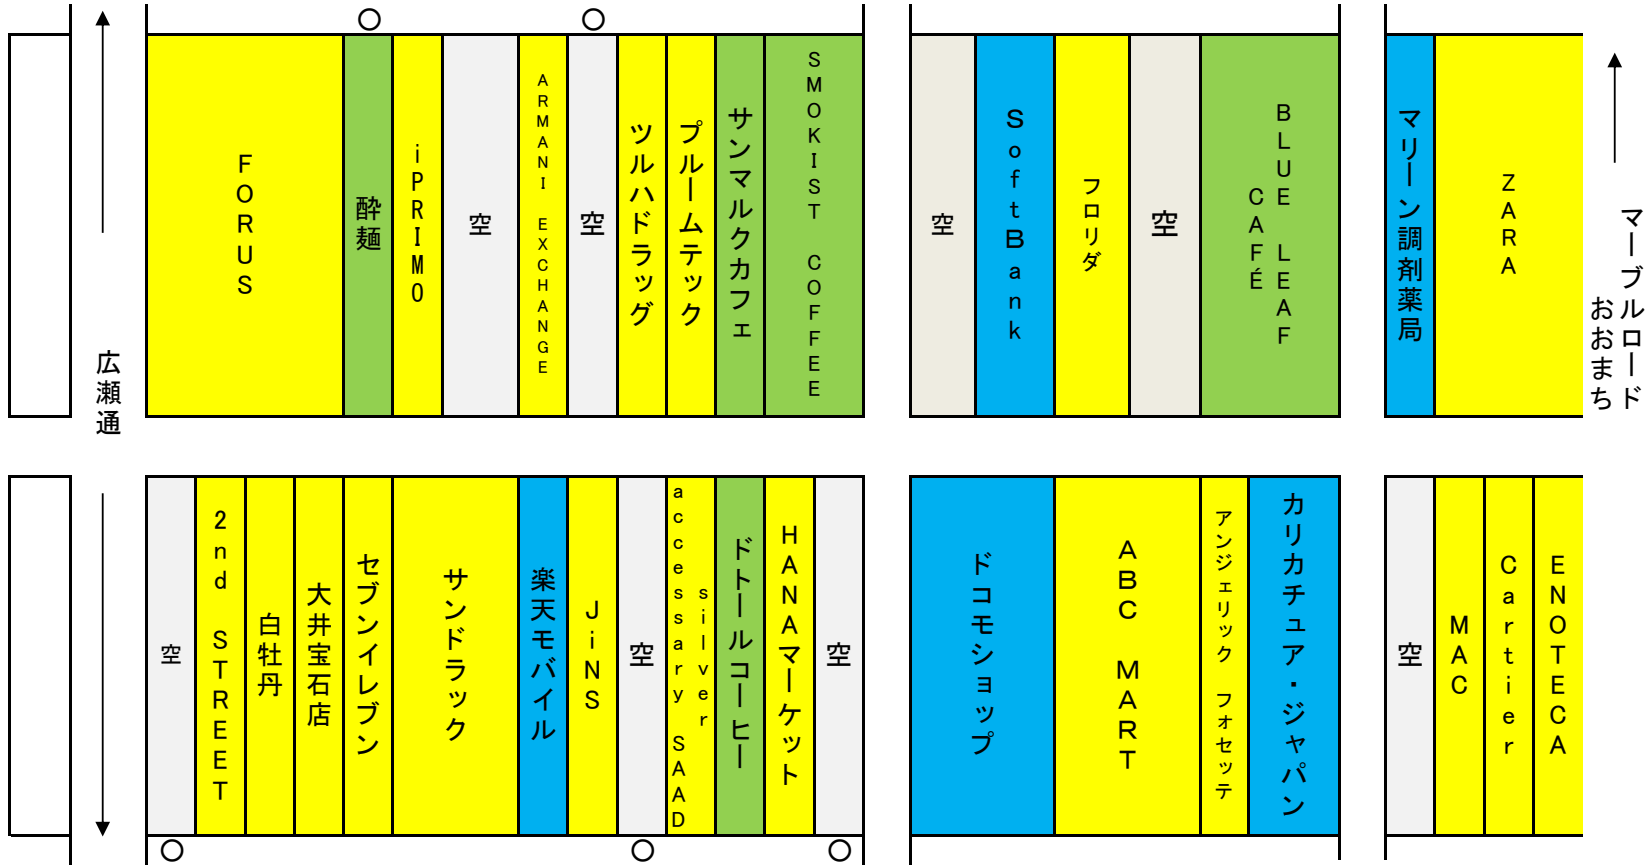 広瀬通
FORUS
酔麺
iPRIMO
空
ARMANI EXCHANGE
空
ツルハドラッグ
プルームテック
サンマルクカフェ
SMOKIST COFFEE
空
SoftBank
フロリダ
空
BLUE LEAF
CAFÉ
マリーン調剤薬局
ZARA
マーブルロード
おおまち
空
2nd STREET
白牡丹
大井宝石店
セブンイレブン
サンドラック
楽天モバイル
JiNS
空
silver
accessary SAAD
ドトールコーヒー
HANAマーケット
空
ドコモショップ
ABC MART
アンジェリック フォセッテ
カリカチュア・ジャパン
空
MAC
Cartier
ENOTECA